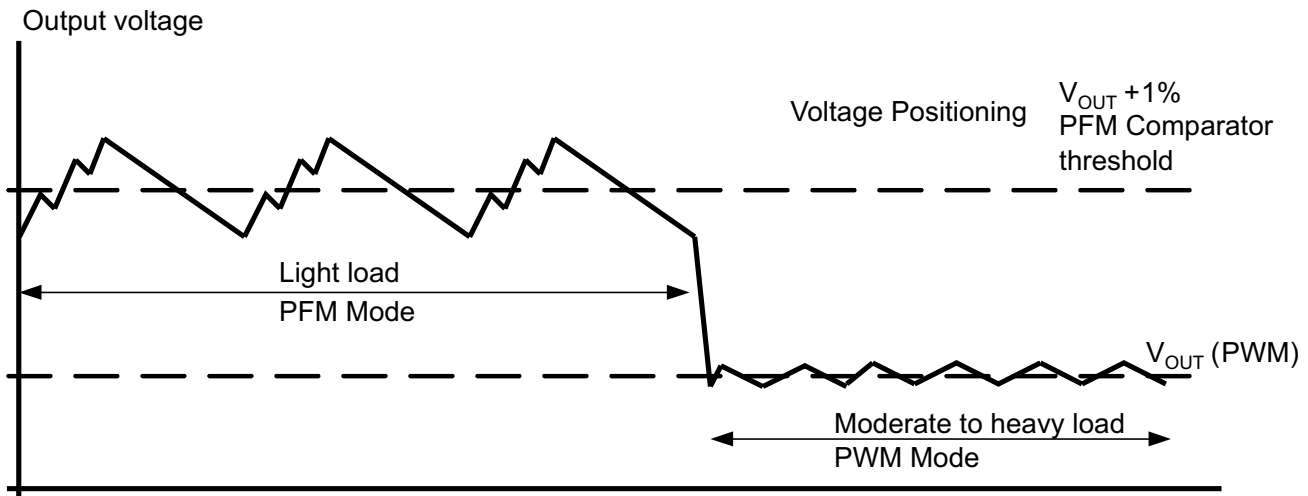 Output voltage
Voltage Positioning
V_OUT +1%
PFM Comparator
threshold
Light load
PFM Mode
V_OUT (PWM)
Moderate to heavy load
PWM Mode